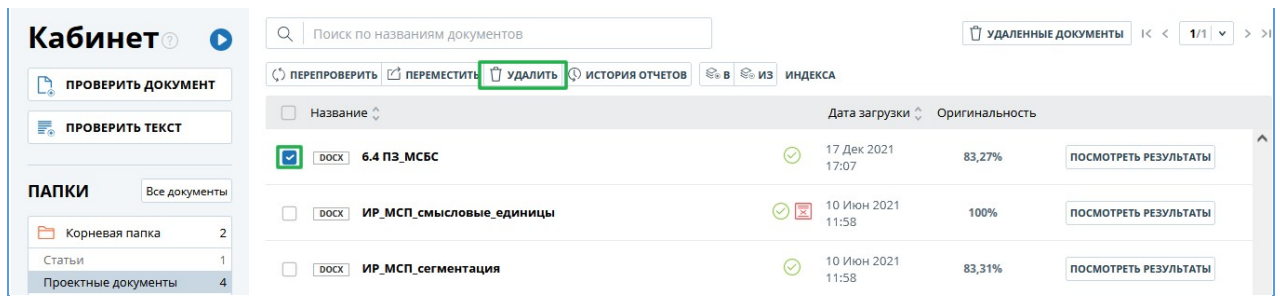 Кабинет
ПРОВЕРИТЬ ДОКУМЕНТ
ПРОВЕРИТЬ ТЕКСТ
ПАПКИ Все документы
Корневая папка 2
Статьи 1
Проектные документы 4
Поиск по названиям документов
УДАЛЕННЫЕ ДОКУМЕНТЫ |< < 1/1 > >|
ПЕРЕПРОВЕРИТЬ ПЕРЕМЕСТИТЬ УДАЛИТЬ ИСТОРИЯ ОТЧЕТОВ В ИЗ ИНДЕКСА
Название Дата загрузки Оригинальность
DOCX 6.4 ПЗ_МСБС 17 Дек 2021 83,27% ПОСМОТРЕТЬ РЕЗУЛЬТАТЫ
17:07
DOCX ИР_МСП_смысловые_единицы 10 Июн 2021 100% ПОСМОТРЕТЬ РЕЗУЛЬТАТЫ
11:58
DOCX ИР_МСП_сегментация 10 Июн 2021 83,31% ПОСМОТРЕТЬ РЕЗУЛЬТАТЫ
11:58